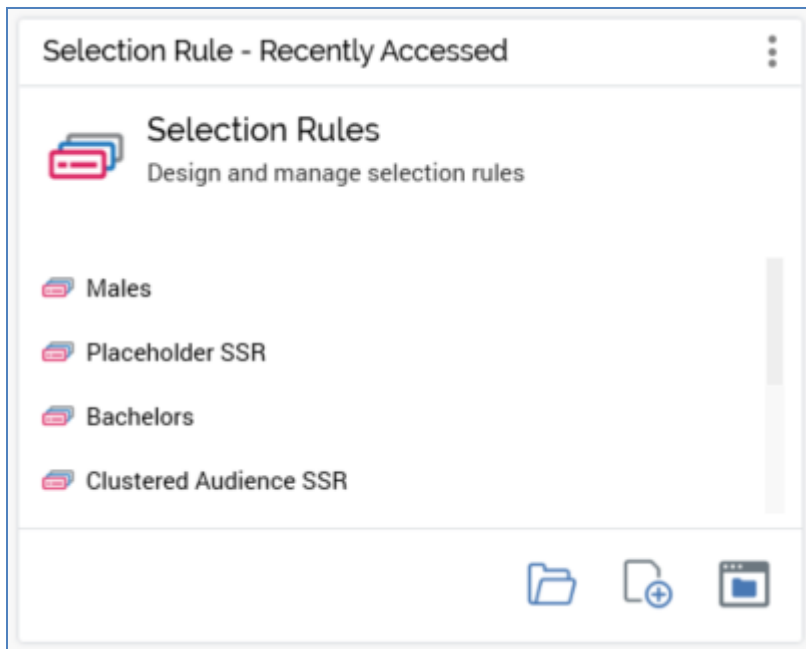 Selection Rule - Recently Accessed
Selection Rules
Design and manage selection rules
Males
Placeholder SSR
Bachelors
Clustered Audience SSR